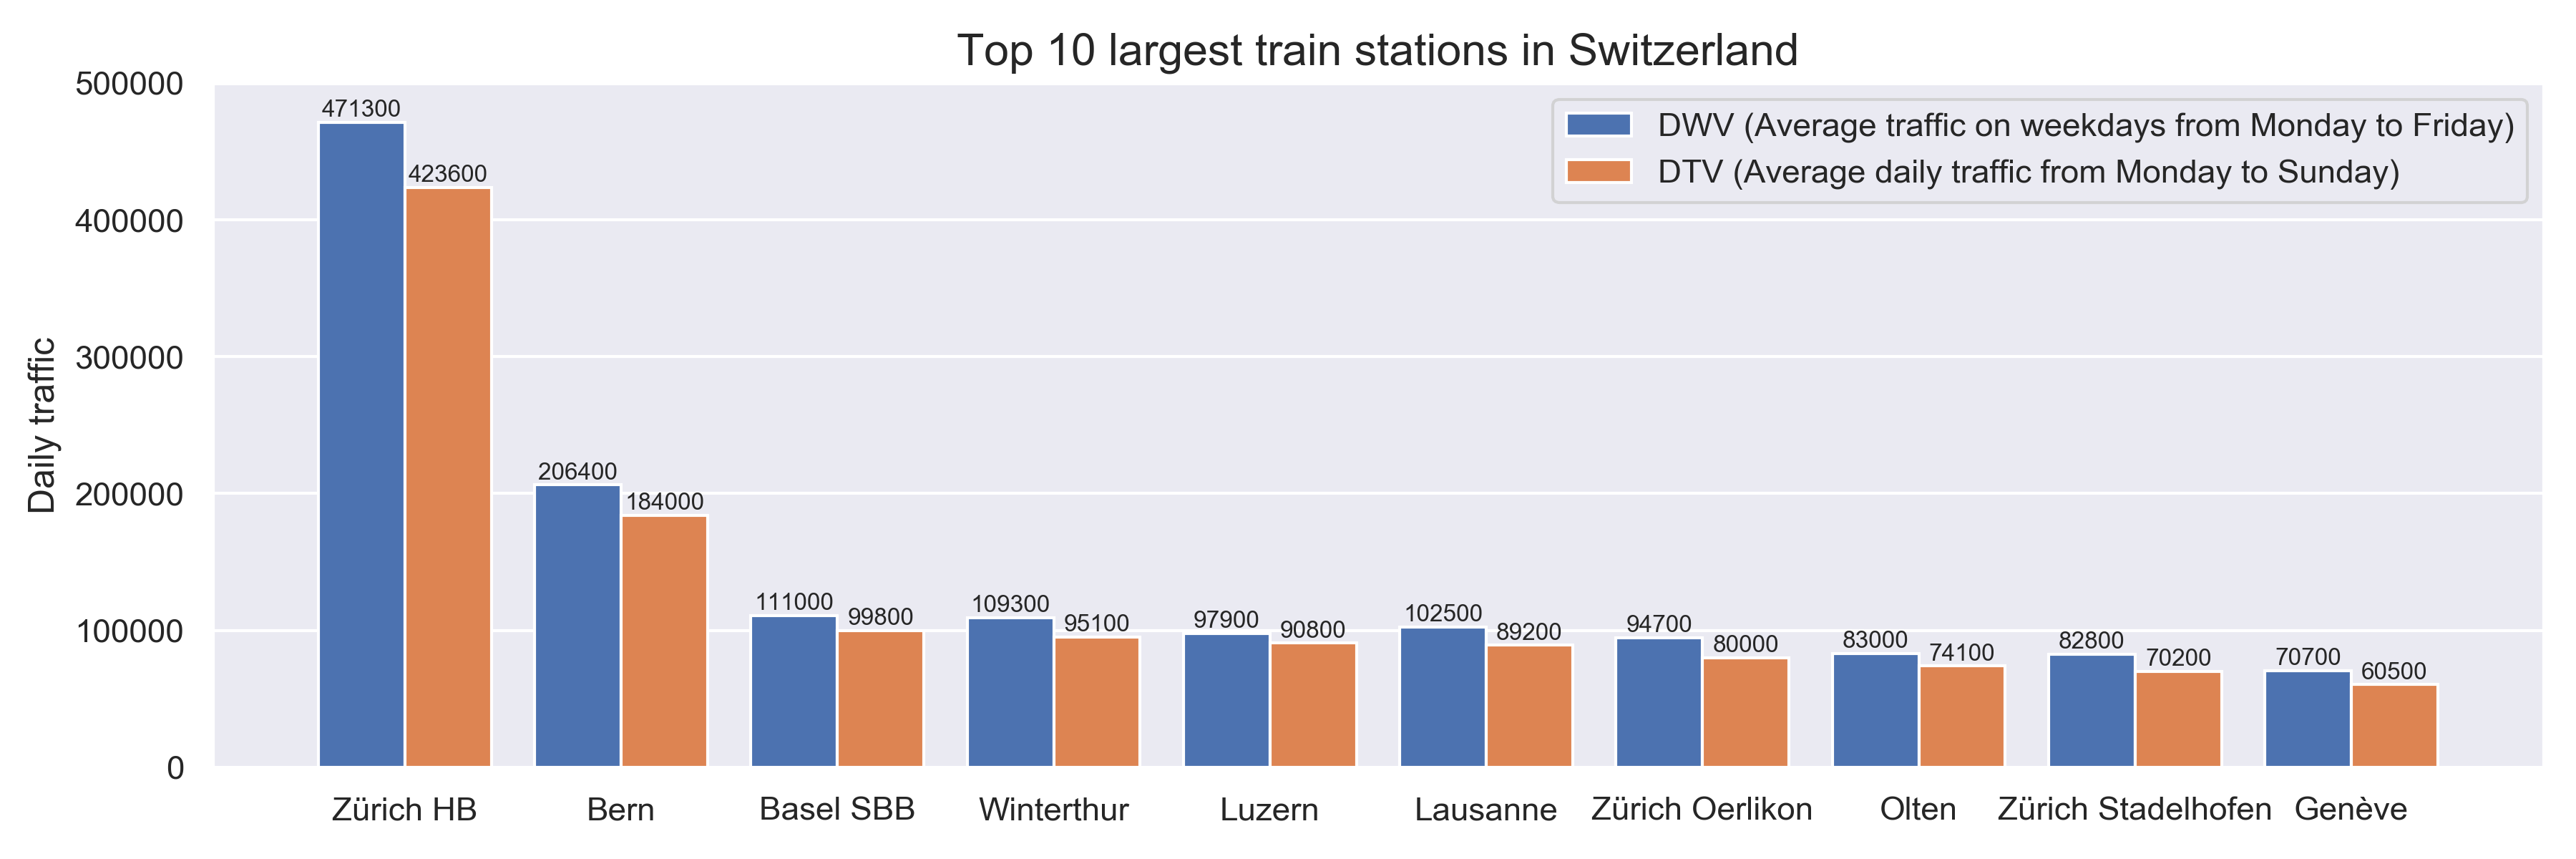 Top 10 largest train stations in Switzerland
DWV (Average traffic on weekdays from Monday to Friday)
DTV (Average daily traffic from Monday to Sunday)
Daily traffic
500000
400000
300000
200000
100000
0
471300
423600
206400
184000
111000
99800
109300
95100
97900
90800
102500
89200
94700
80000
83000
74100
82800
70200
70700
60500
Zürich HB
Bern
Basel SBB
Winterthur
Luzern
Lausanne
Zürich Oerlikon
Olten
Zürich Stadelhofen
Genève